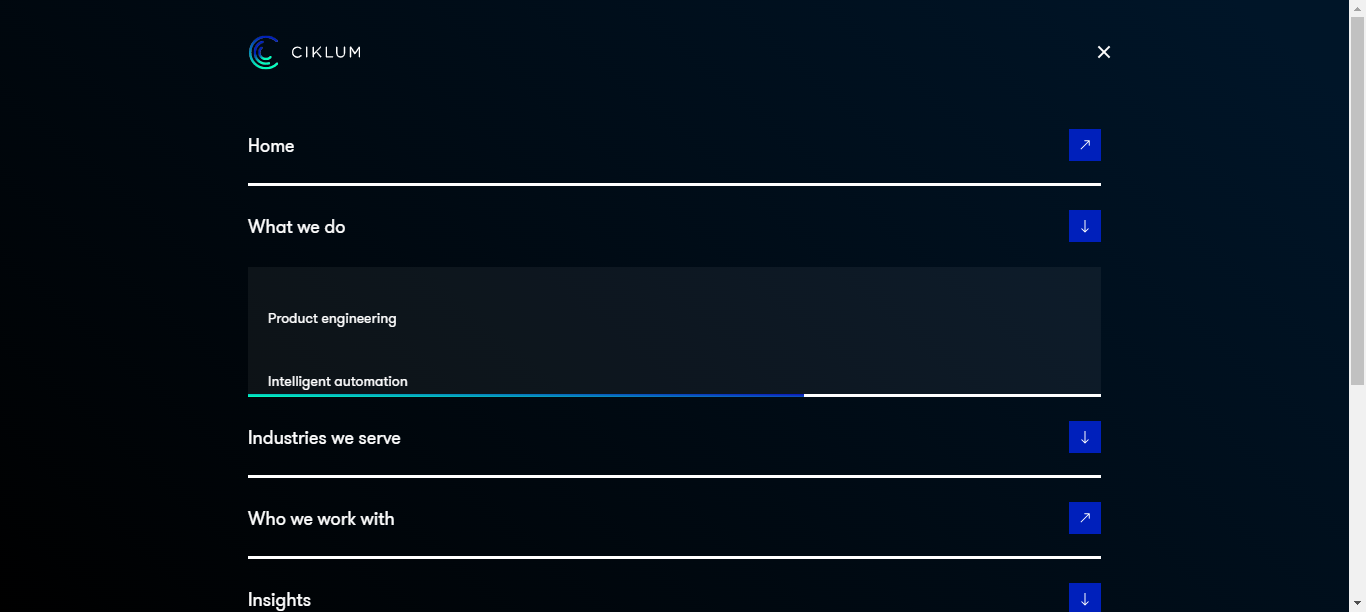 CIKLUM
Home
What we do
Product engineering
Intelligent automation
Industries we serve
Who we work with
Insights